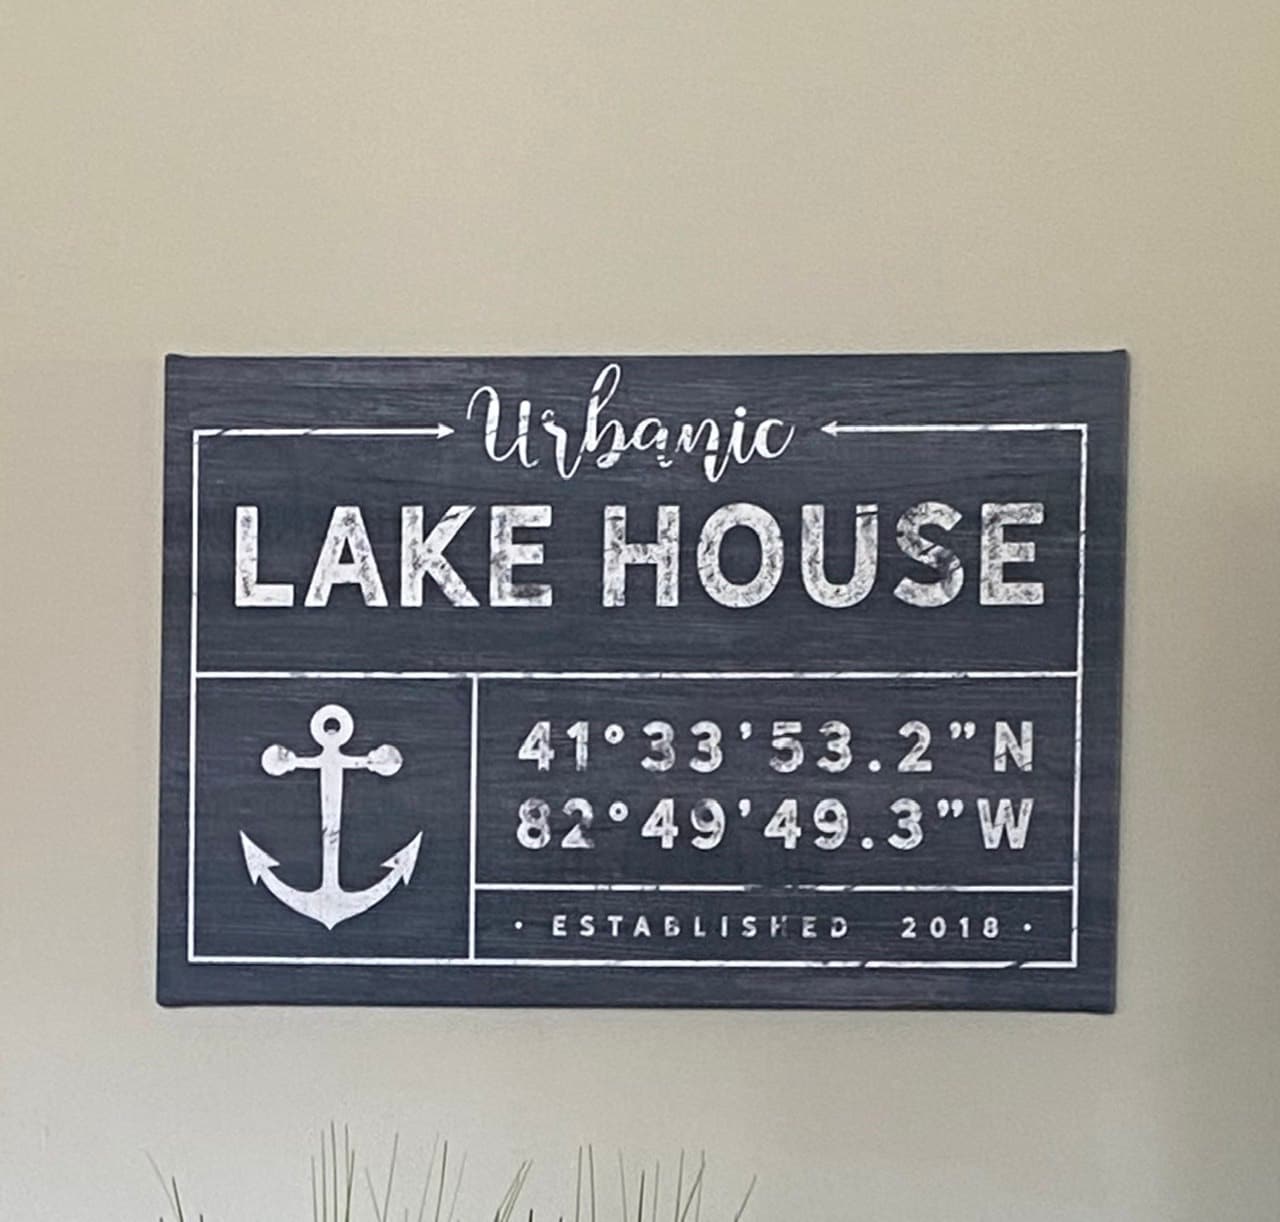 Urbanic
LAKE HOUSE
41°33’53.2”N
82°49’49.3”W
· ESTABLISHED 2018 ·